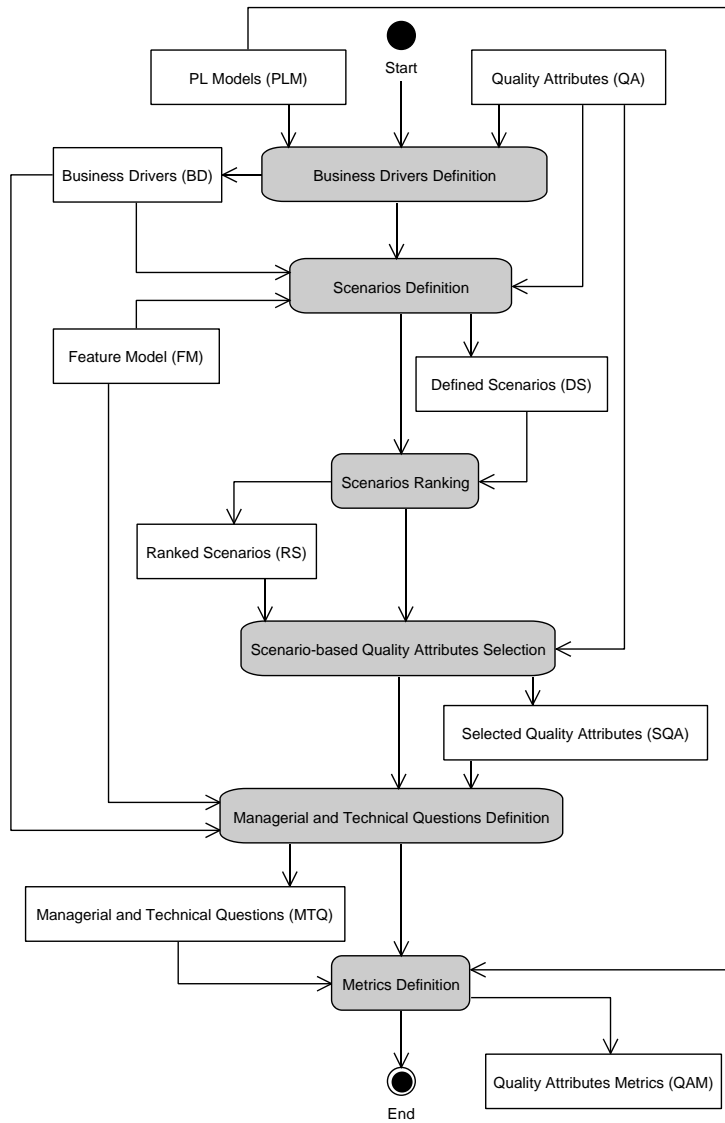 Start
PL Models (PLM)
Quality Attributes (QA)
Business Drivers (BD)
Business Drivers Definition
Scenarios Definition
Feature Model (FM)
Defined Scenarios (DS)
Scenarios Ranking
Ranked Scenarios (RS)
Scenario-based Quality Attributes Selection
Selected Quality Attributes (SQA)
Managerial and Technical Questions Definition
Managerial and Technical Questions (MTQ)
Metrics Definition
Quality Attributes Metrics (QAM)
End